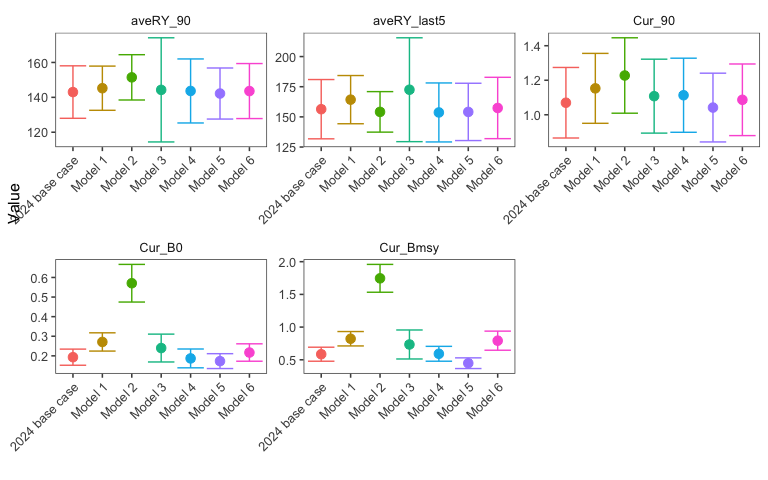 aveRY_90
aveRY_last5
Cur_90
160
140
120
200
175
150
125
1.4
1.2
1.0
2024 base case
Model 1
Model 2
Model 3
Model 4
Model 5
Model 6
2024 base case
Model 1
Model 2
Model 3
Model 4
Model 5
Model 6
2024 base case
Model 1
Model 2
Model 3
Model 4
Model 5
Model 6
Value
Cur_B0
Cur_Bmsy
0.6
0.5
0.4
0.3
0.2
2.0
1.5
1.0
0.5
2024 base case
Model 1
Model 2
Model 3
Model 4
Model 5
Model 6
2024 base case
Model 1
Model 2
Model 3
Model 4
Model 5
Model 6